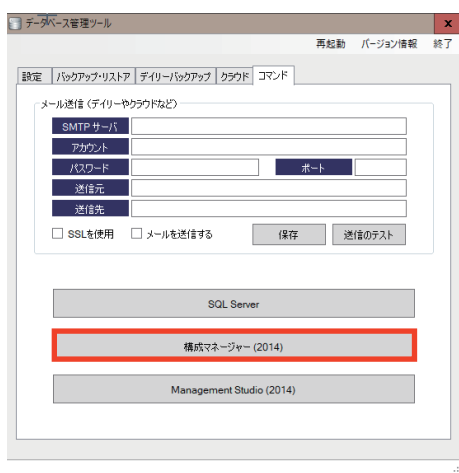 データベース管理ツール
再起動 バージョン情報 終了
設定 バックアップ・リストア デイリーバックアップ クラウド コマンド
メール送信（デイリーやクラウドなど）
SMTP サーバ
アカウント
パスワード ポート
送信元
送信先
SSLを使用 メールを送信する 保存 送信のテスト
SQL Server
構成マネージャー (2014)
Management Studio (2014)